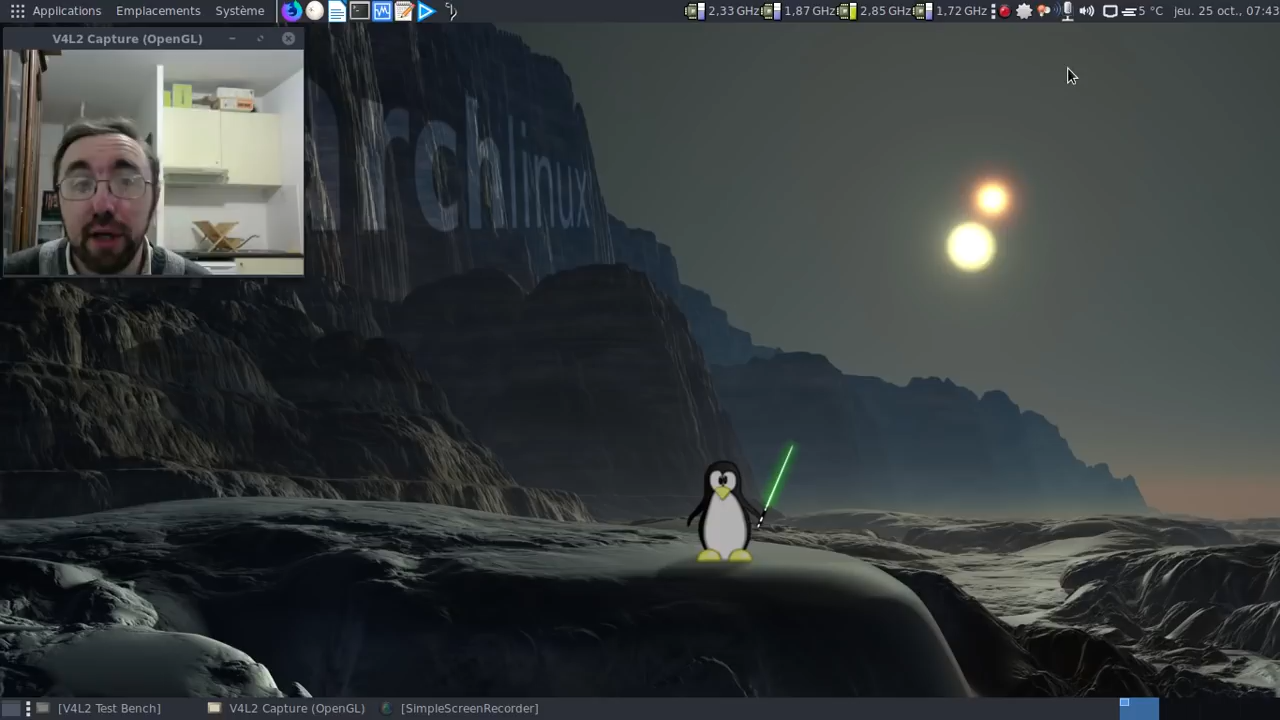 Applications Emplacements Système 2,33 GHz 1,87 GHz 2,85 GHz 1,72 GHz 5 °C jeu. 25 oct., 07:43
V4L2 Capture (OpenGL)
archlinux
[V4L2 Test Bench] V4L2 Capture (OpenGL) [SimpleScreenRecorder]